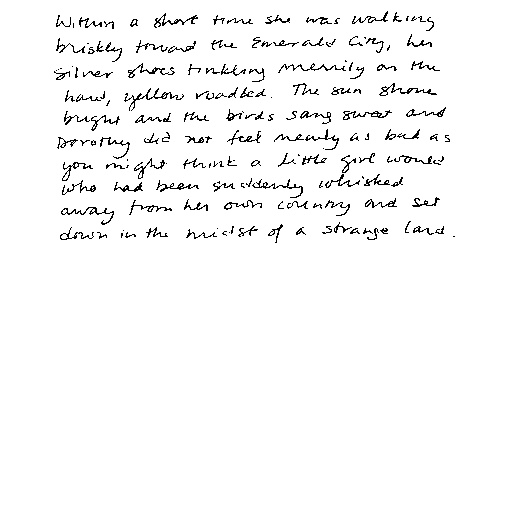 Within a short time she was walking
briskly toward the Emerald City, her
Silver shoes tinkling merrily on the
hard, yellow roadbed. The sun shone
bright and the birds sang sweet and
Dorothy did not feel nearly as bad as
you might think a little girl would
who had been suddenly whisked
away from her own country and set
down in the midst of a strange land.